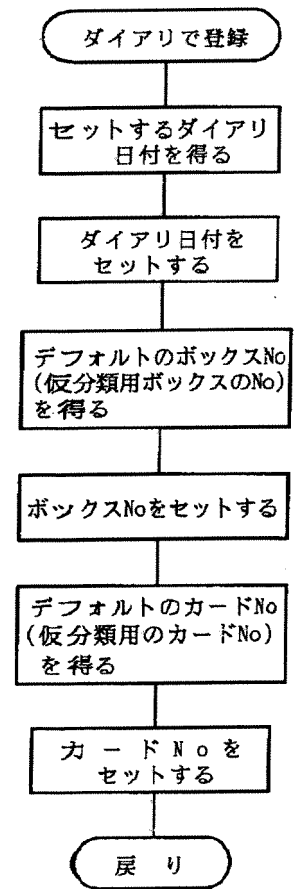 ダイアリで登録
セットするダイアリ
日付を得る
ダイアリ日付を
セットする
デフォルトのボックスNo
(仮分類用ボックスのNo)
を得る
ボックスNoをセットする
デフォルトのカードNo
(仮分類用のカードNo)
を得る
カードNoを
セットする
戻り